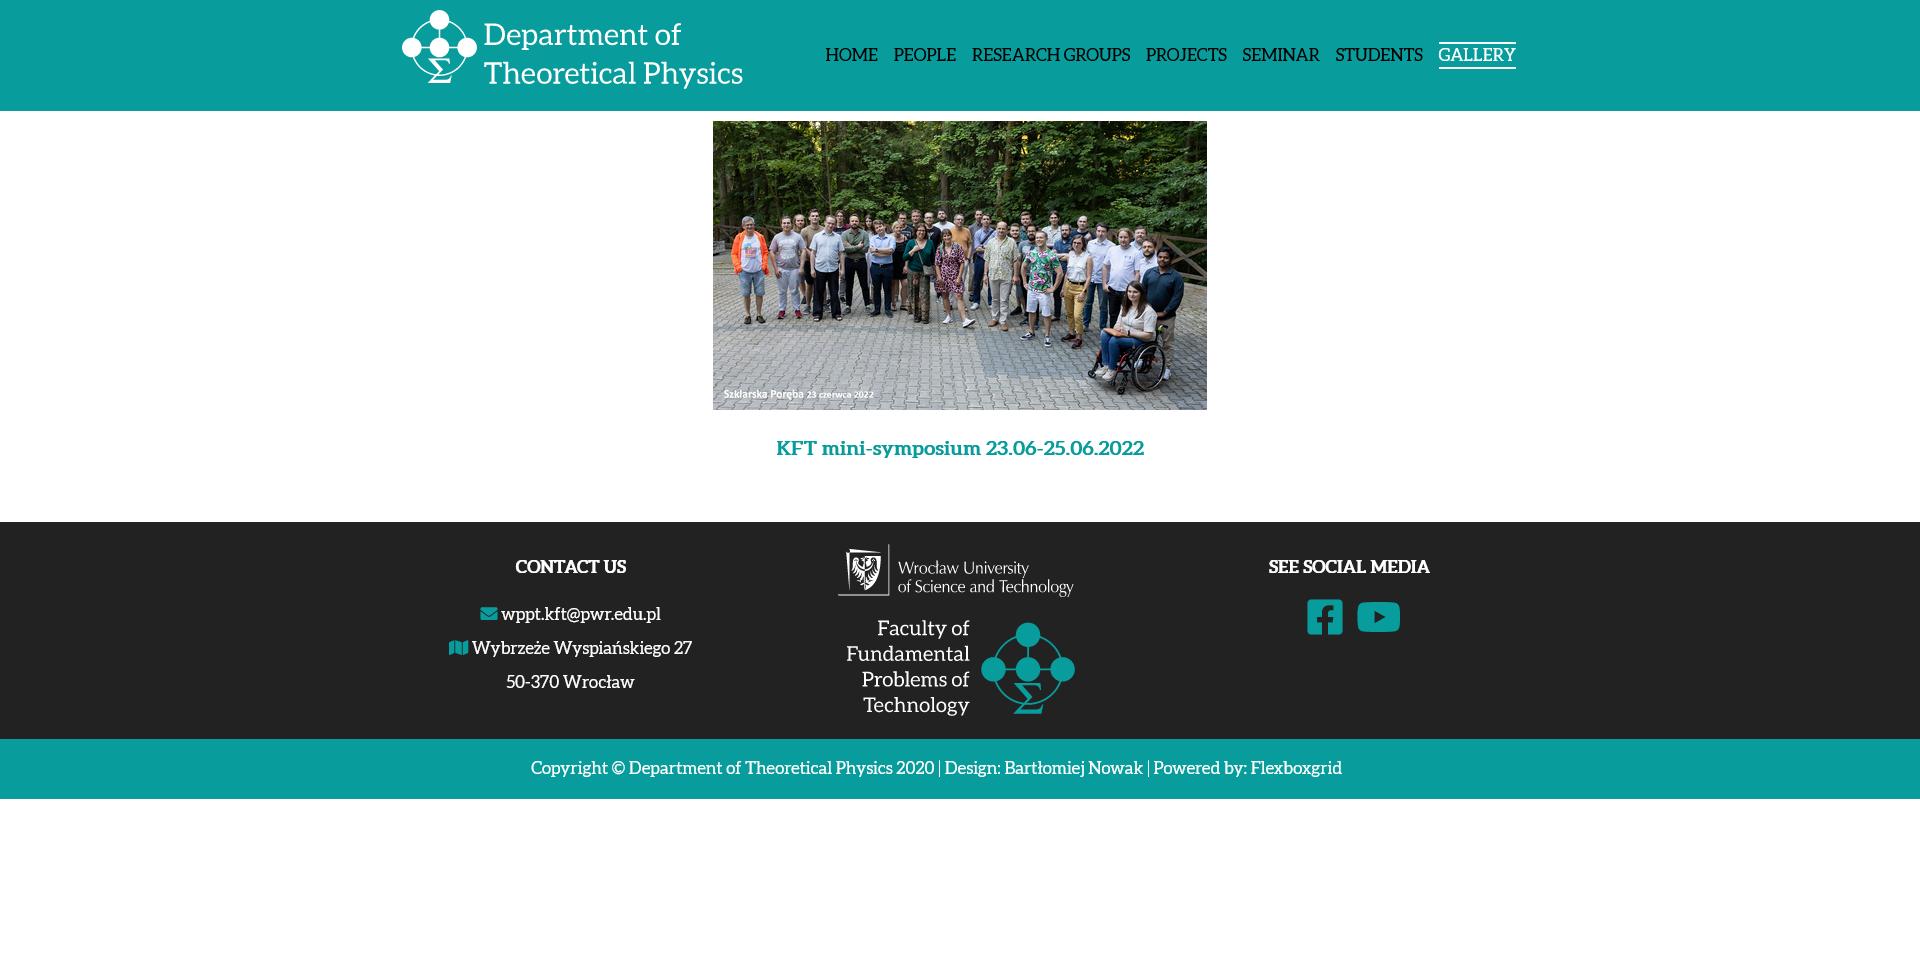 Department of
Theoretical Physics
HOME PEOPLE RESEARCH GROUPS PROJECTS SEMINAR STUDENTS GALLERY
Szklarska Poręba 23 czerwca 2022
KFT mini-symposium 23.06-25.06.2022
CONTACT US
wppt.kft@pwr.edu.pl
Wybrzeże Wyspiańskiego 27
50-370 Wrocław
Wrocław University
of Science and Technology
Faculty of
Fundamental
Problems of
Technology
Σ
SEE SOCIAL MEDIA
Copyright © Department of Theoretical Physics 2020 | Design: Bartłomiej Nowak | Powered by: Flexboxgrid